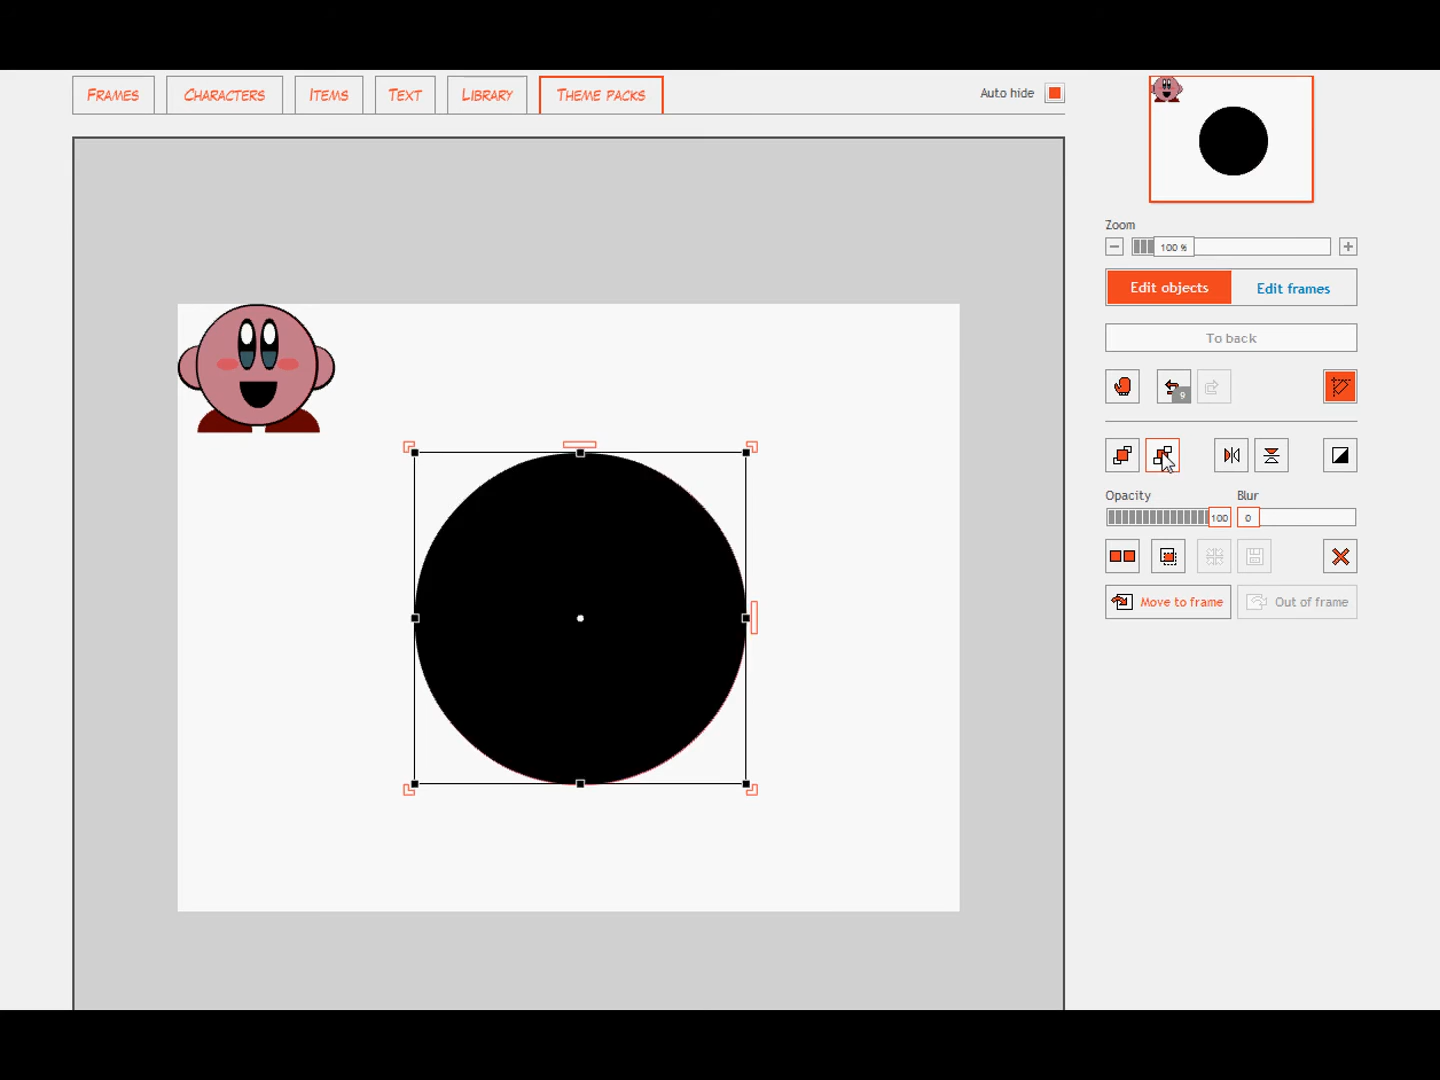 FRAMES
CHARACTERS
ITEMS
TEXT
LIBRARY
THEME PACKS
Auto hide
Zoom
100 %
Edit objects
Edit frames
To back
9
Opacity
Blur
100
0
Move to frame
Out of frame